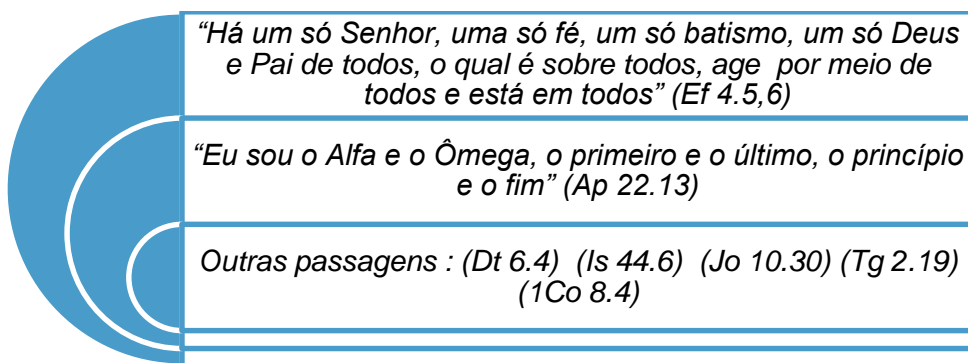 “Há um só Senhor, uma só fé, um só batismo, um só Deus
e Pai de todos, o qual é sobre todos, age  por meio de
todos e está em todos” (Ef 4.5,6)
“Eu sou o Alfa e o Ômega, o primeiro e o último, o princípio
e o fim” (Ap 22.13)
Outras passagens : (Dt 6.4)  (Is 44.6)  (Jo 10.30) (Tg 2.19)
(1Co 8.4)